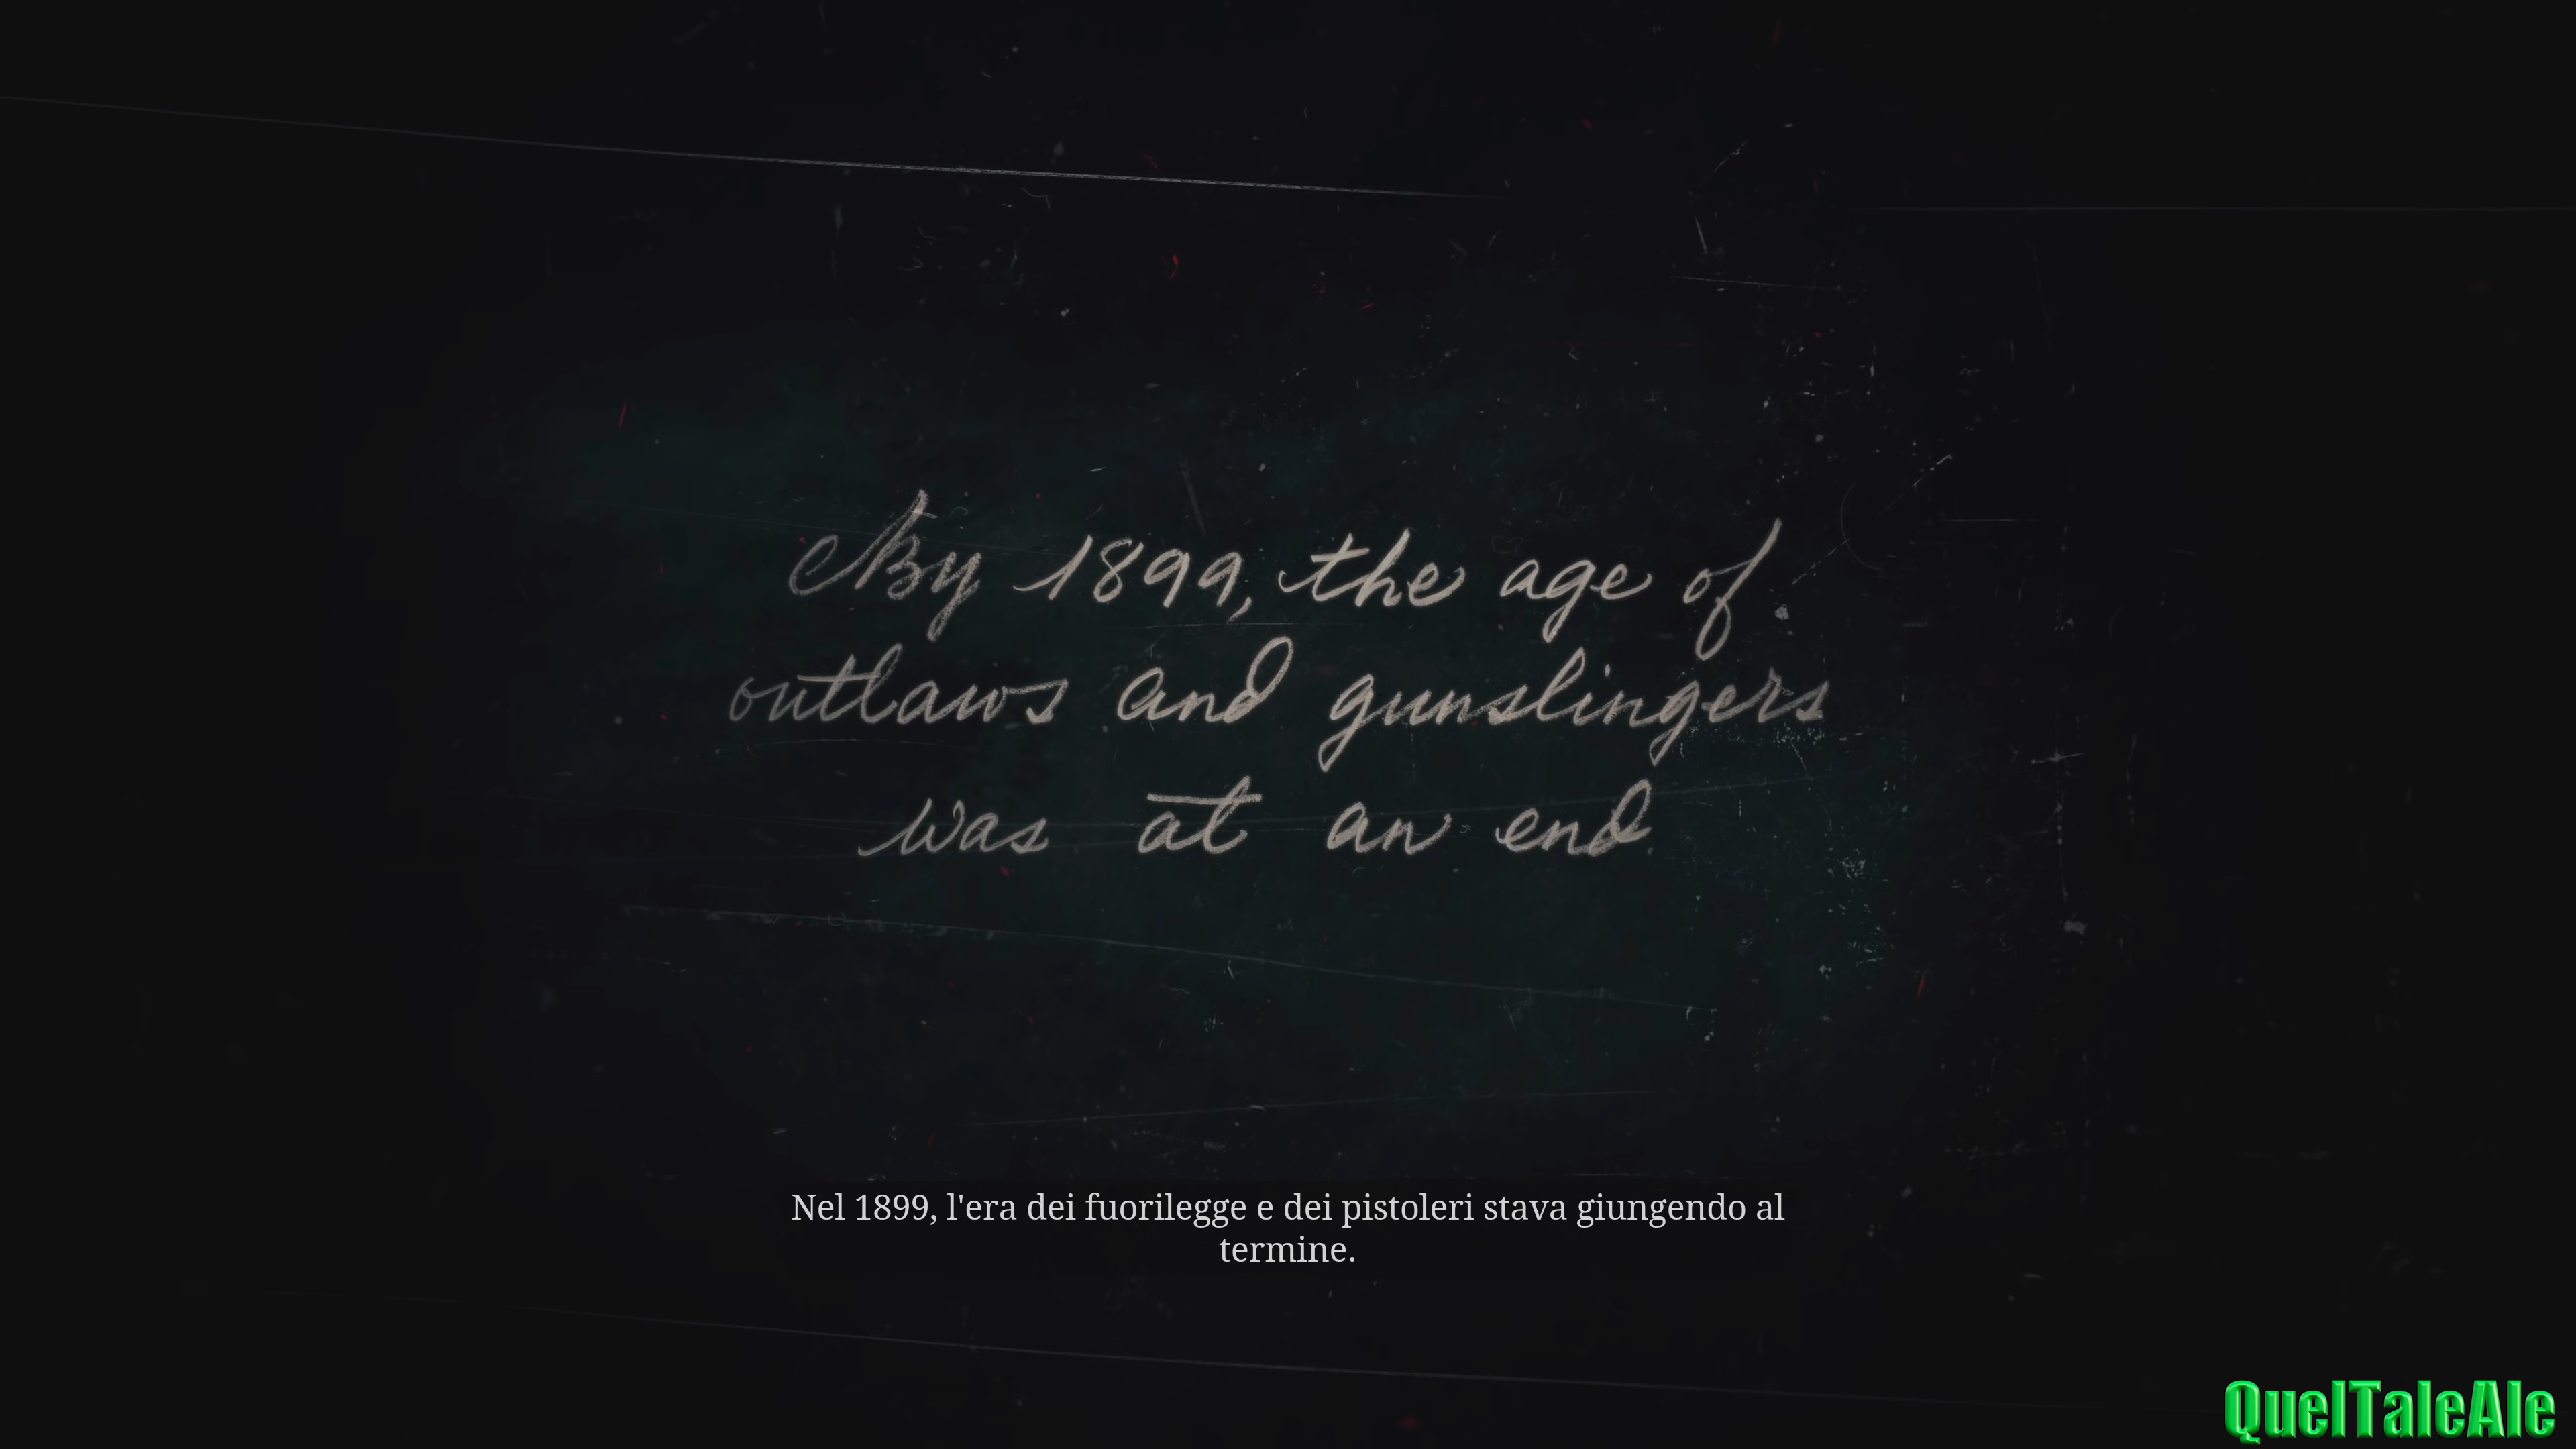 By 1899, the age of
outlaws and gunslingers
was at an end
Nel 1899, l'era dei fuorilegge e dei pistoleri stava giungendo al
termine.
QuelTaleAle